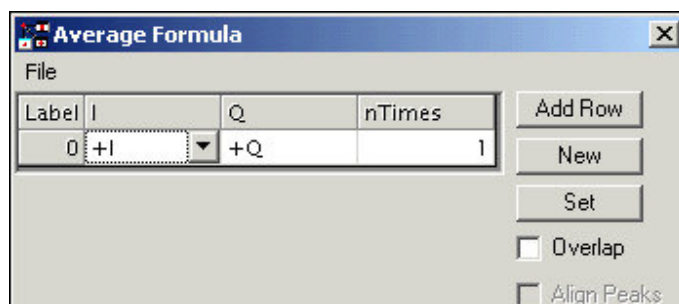 Average Formula
File
Label I Q nTimes
0 +I +Q 1
Add Row
New
Set
Overlap
Align Peaks